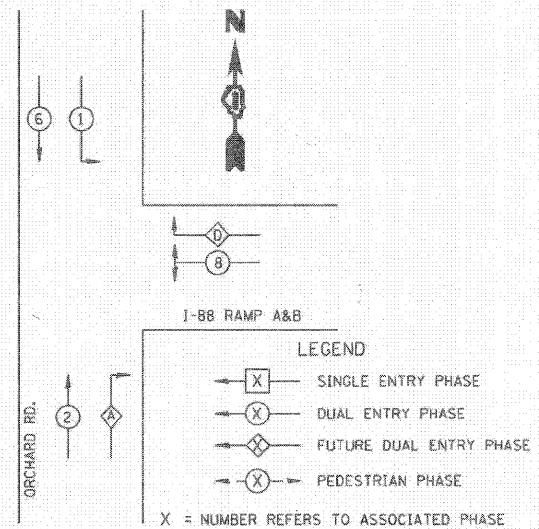 N
6 1
D
8
I-88 RAMP A&B
LEGEND
X SINGLE ENTRY PHASE
X DUAL ENTRY PHASE
X FUTURE DUAL ENTRY PHASE
X PEDESTRIAN PHASE
X = NUMBER REFERS TO ASSOCIATED PHASE
2 A
ORCHARD RD.